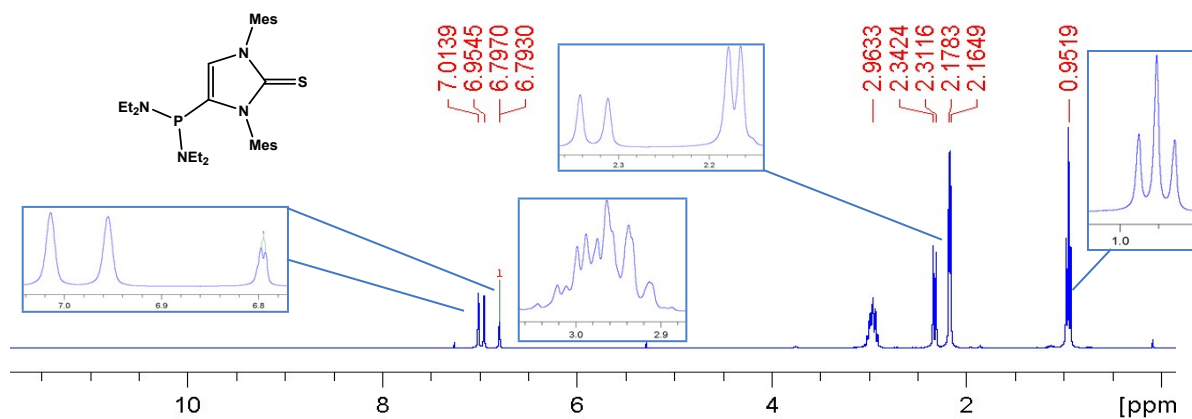 Mes
N
S
N
Et2N
P
Mes
NEt2
7.0139
6.9545
6.7970
6.7930
2.9633
2.3424
2.3116
2.1783
2.1649
0.9519
2.3 2.2
1.0
7.0 6.9 6.8
3.0 2.9
1
10 8 6 4 2 [ppm